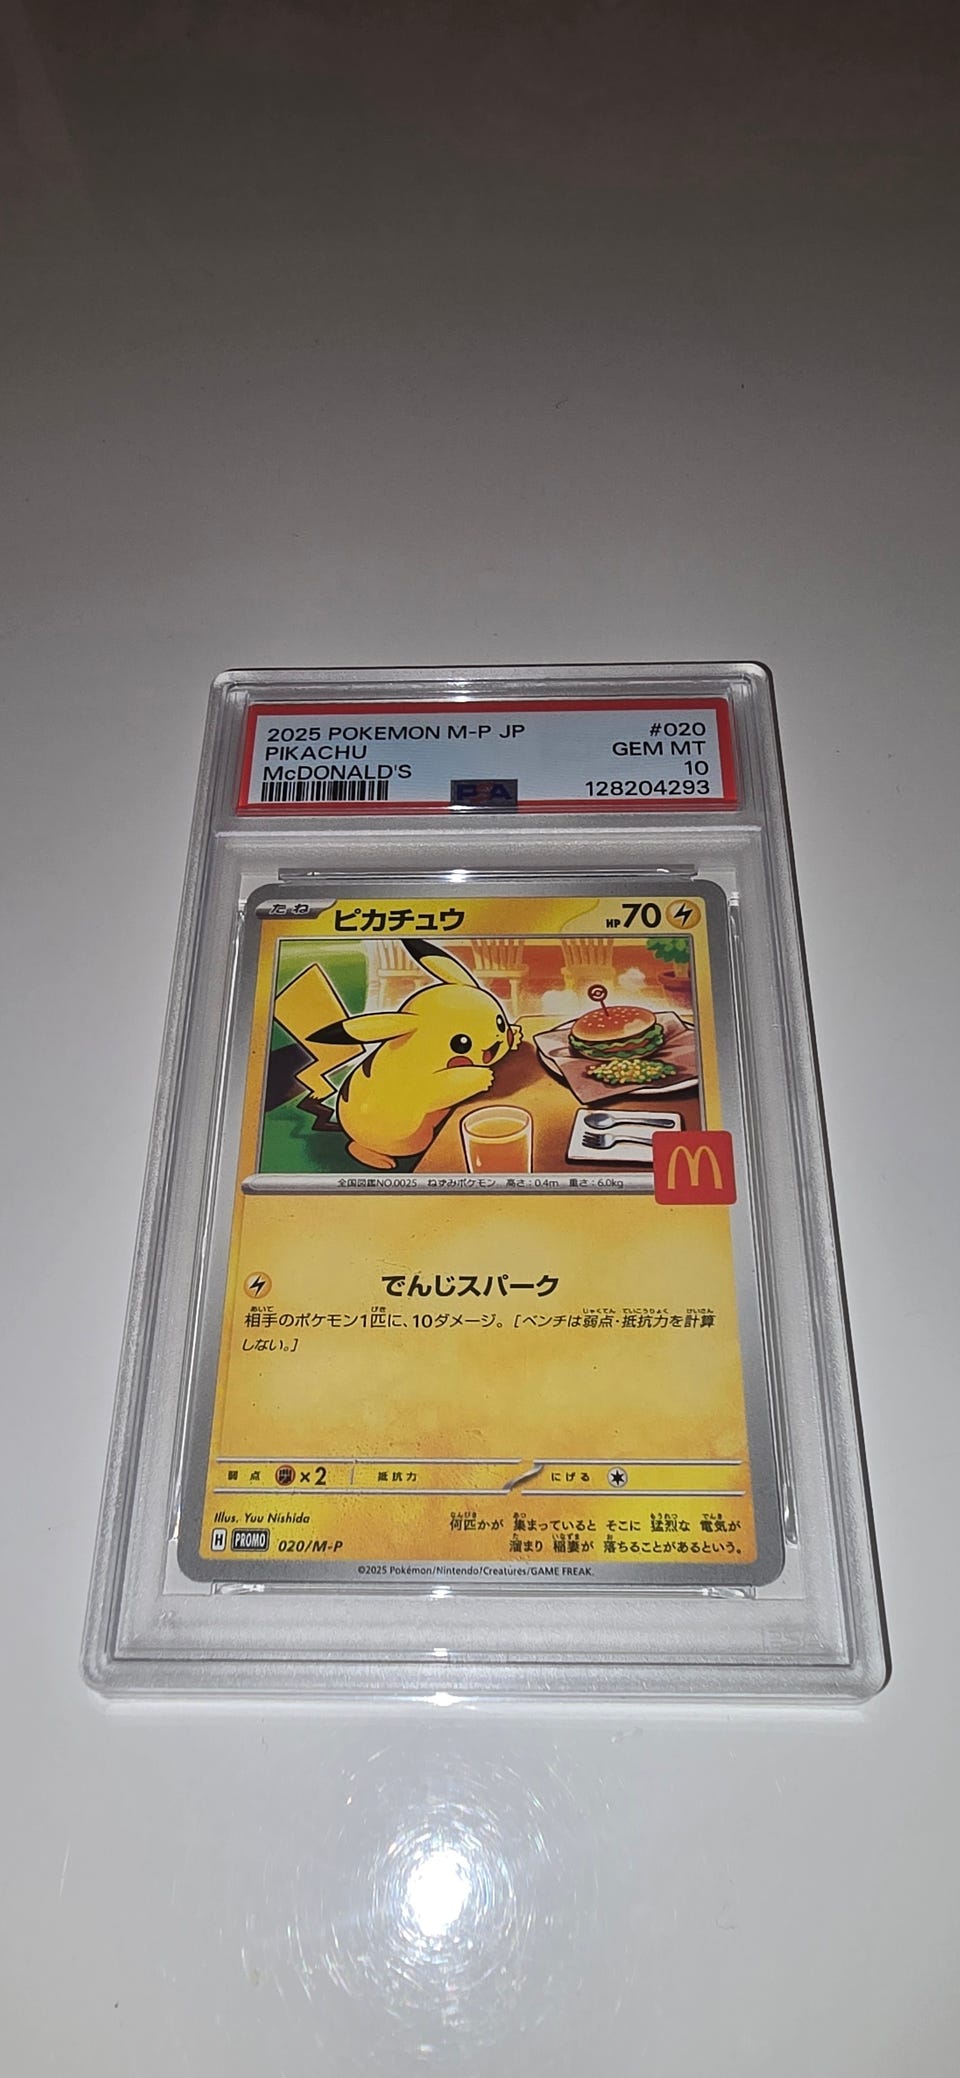 2025 POKEMON M-P JP #020
PIKACHU GEM MT
McDONALD'S 10
PSA 128204293
たね ピカチュウ HP70
M
全国図鑑NO.0025 ねずみポケモン 高さ:0.4m 重さ:6.0kg
でんじスパーク
相手のポケモン1匹に、10ダメージ。[ベンチは弱点・抵抗力を計算
しない。]
弱点 ×2 抵抗力 にげる
Illus. Yuu Nishida
何匹かが 集まっていると そこに 猛烈な 電気が
溜まり 稲妻が 落ちることがあるという。
H PROMO 020/M-P
©2025 Pokémon/Nintendo/Creatures/GAME FREAK.